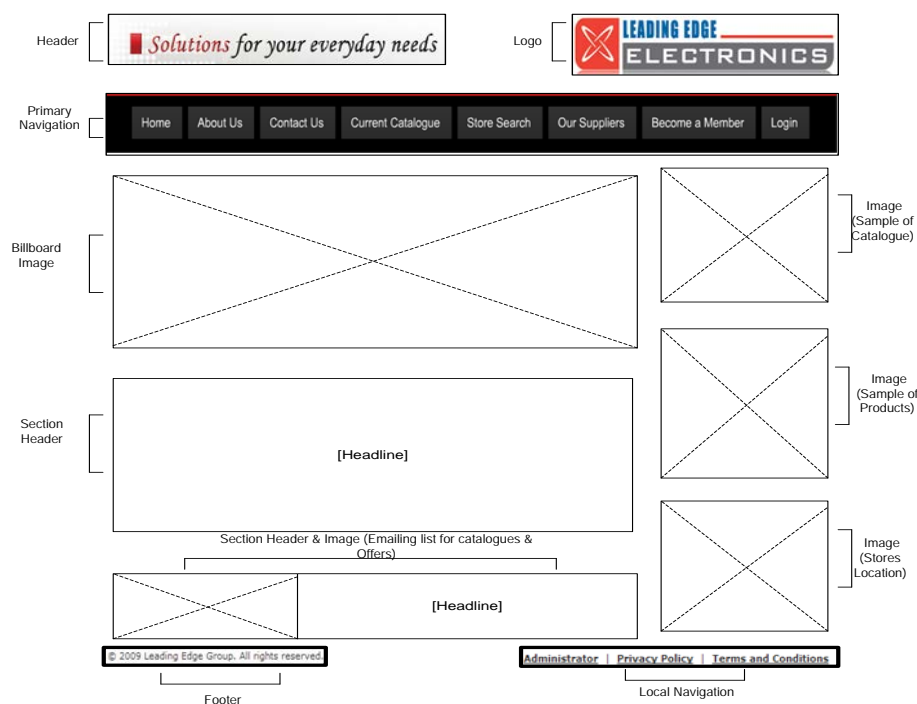 Header
Solutions for your everyday needs
Logo
LEADING EDGE
ELECTRONICS
Primary
Navigation
Home About Us Contact Us Current Catalogue Store Search Our Suppliers Become a Member Login
Billboard
Image
Image
(Sample of
Catalogue)
Image
(Sample of
Products)
Section
Header
[Headline]
Section Header & Image (Emailing list for catalogues &
Offers)
[Headline]
Image
(Stores
Location)
© 2009 Leading Edge Group. All rights reserved.
Administrator | Privacy Policy | Terms and Conditions
Footer
Local Navigation